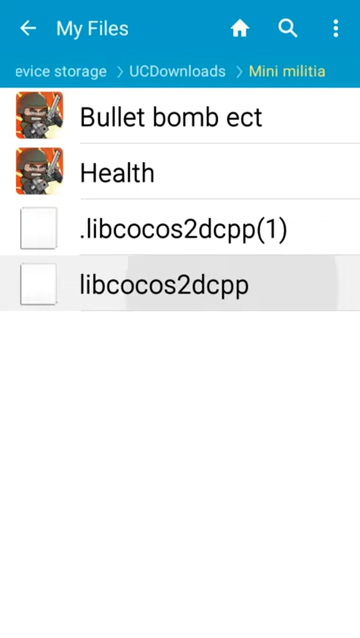 My Files
evice storage > UCDownloads > Mini militia
Bullet bomb ect
Health
.libcocos2dcpp(1)
libcocos2dcpp